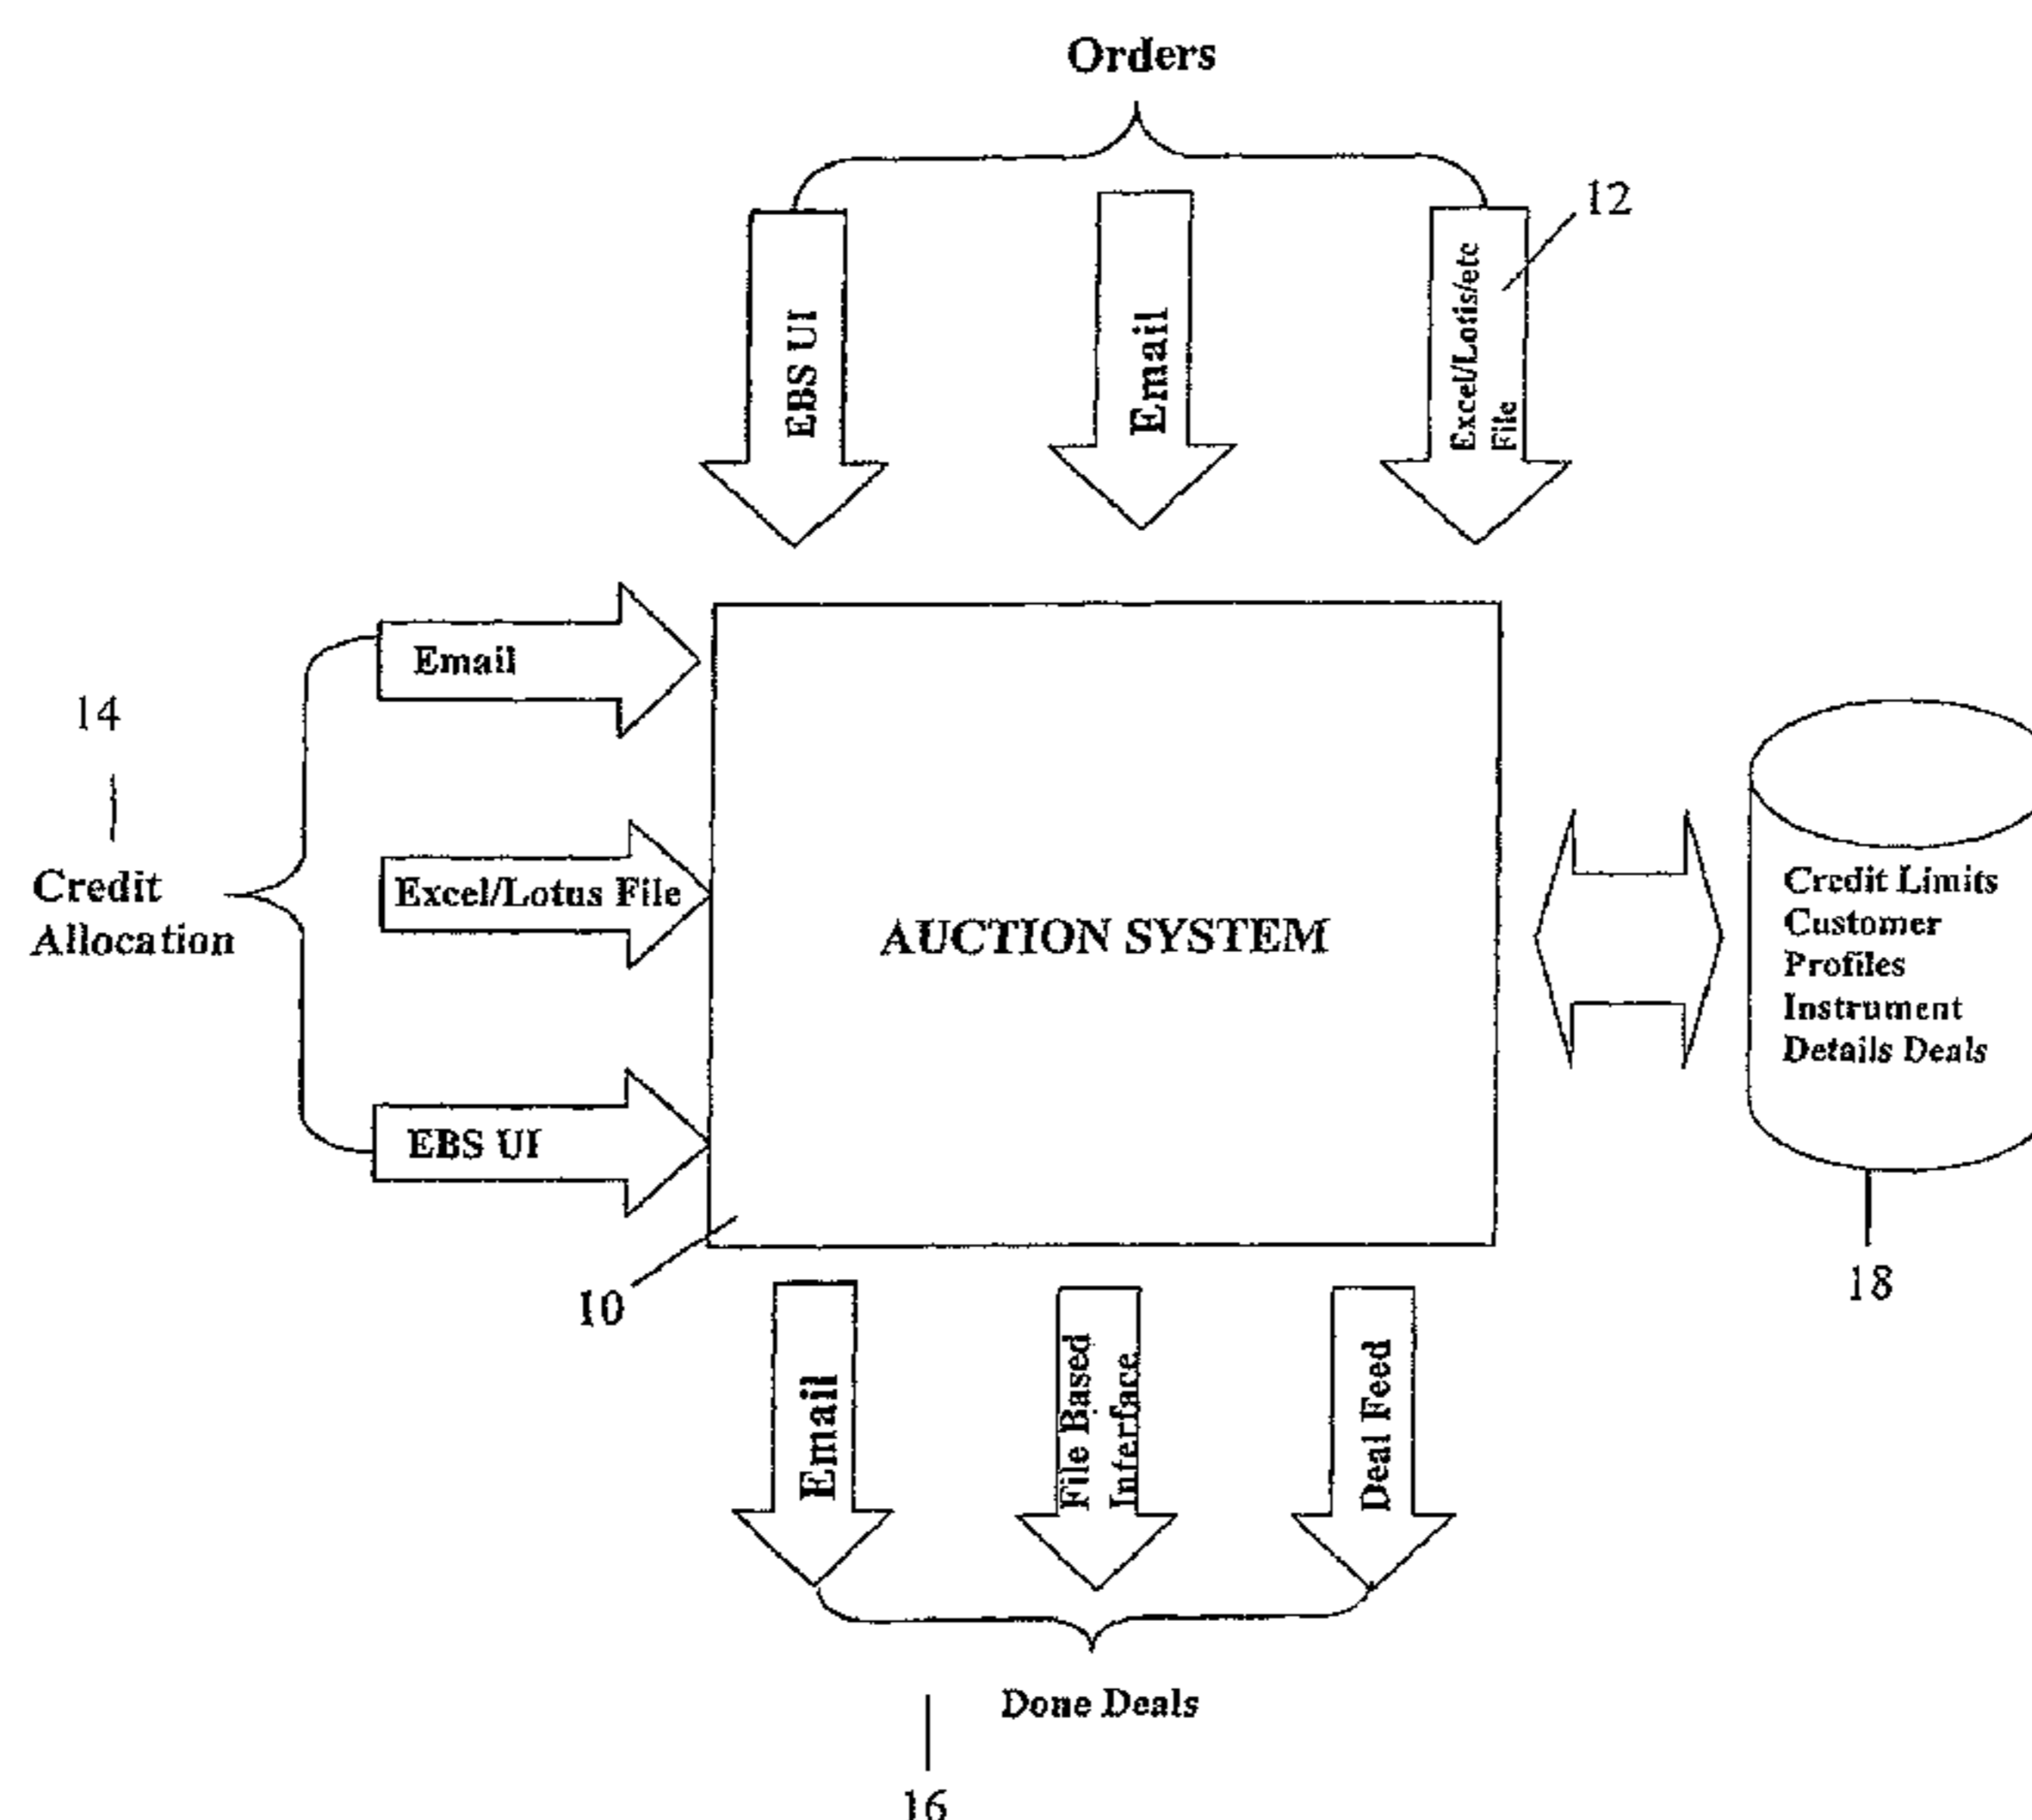 Orders
12
EBS UI
Email
Excel/Lotis/etc
File
Email
14
Credit
Allocation
Excel/Lotus File
AUCTION SYSTEM
Credit Limits
Customer
Profiles
Instrument
Details Deals
EBS UI
10
18
Email
File Based
Interface
Deal Feed
Done Deals
16